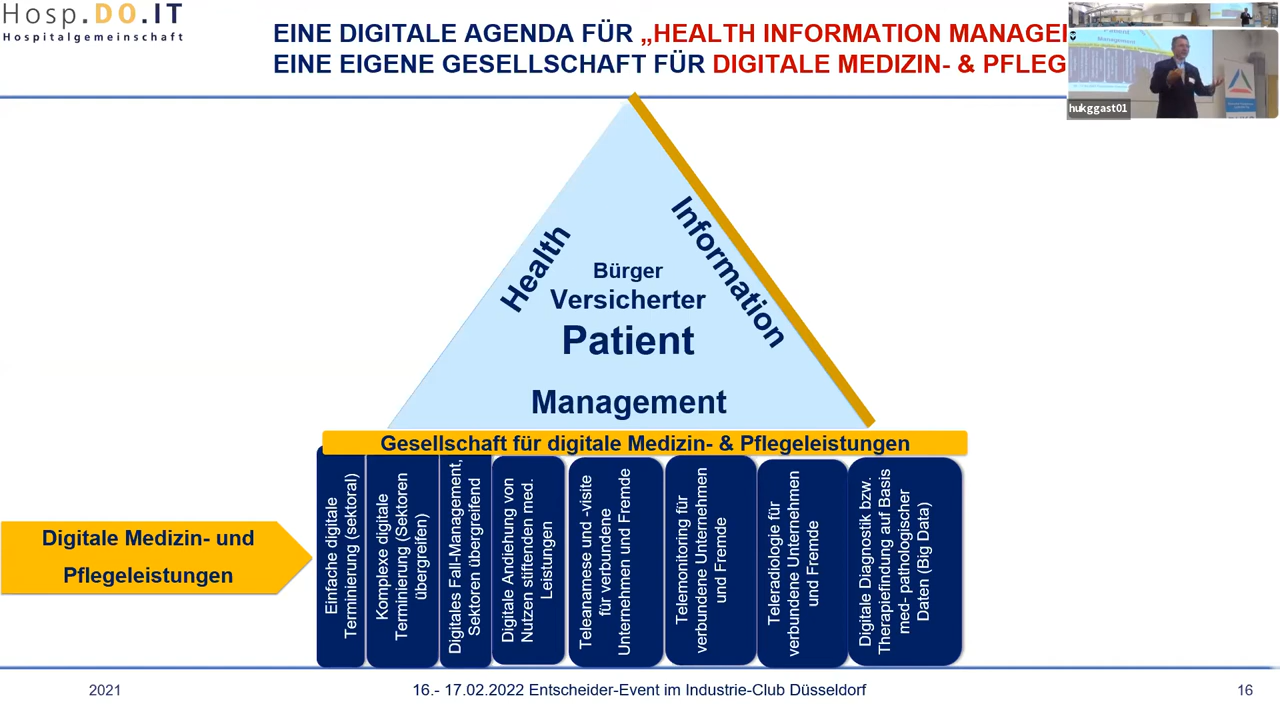 Hosp.DO.IT
Hospitalgemeinschaft
EINE DIGITALE AGENDA FÜR „HEALTH INFORMATION MANAGE
EINE EIGENE GESELLSCHAFT FÜR DIGITALE MEDIZIN- & PFLEG
Patient
Management
hukggast01
Health
Information
Bürger
Versicherter
Patient
Management
Gesellschaft für digitale Medizin- & Pflegeleistungen
Digitale Medizin- und
Pflegeleistungen
Einfache digitale
Terminierung (sektoral)
Komplexe digitale
Terminierung (Sektoren
übergreifen)
Digitales Fall-Management,
Sektoren übergreifend
Digitale Andiehung von
Nutzen stiftenden med.
Leistungen
Teleanamese und -visite
für verbundene
Unternehmen und Fremde
Telemonitoring für
verbundene Unternehmen
und Fremde
Teleradiologie für
verbundene Unternehmen
und Fremde
Digitale Diagnostik bzw.
Therapiefindung auf Basis
med- pathologischer
Daten (Big Data)
2021
16.- 17.02.2022 Entscheider-Event im Industrie-Club Düsseldorf
16